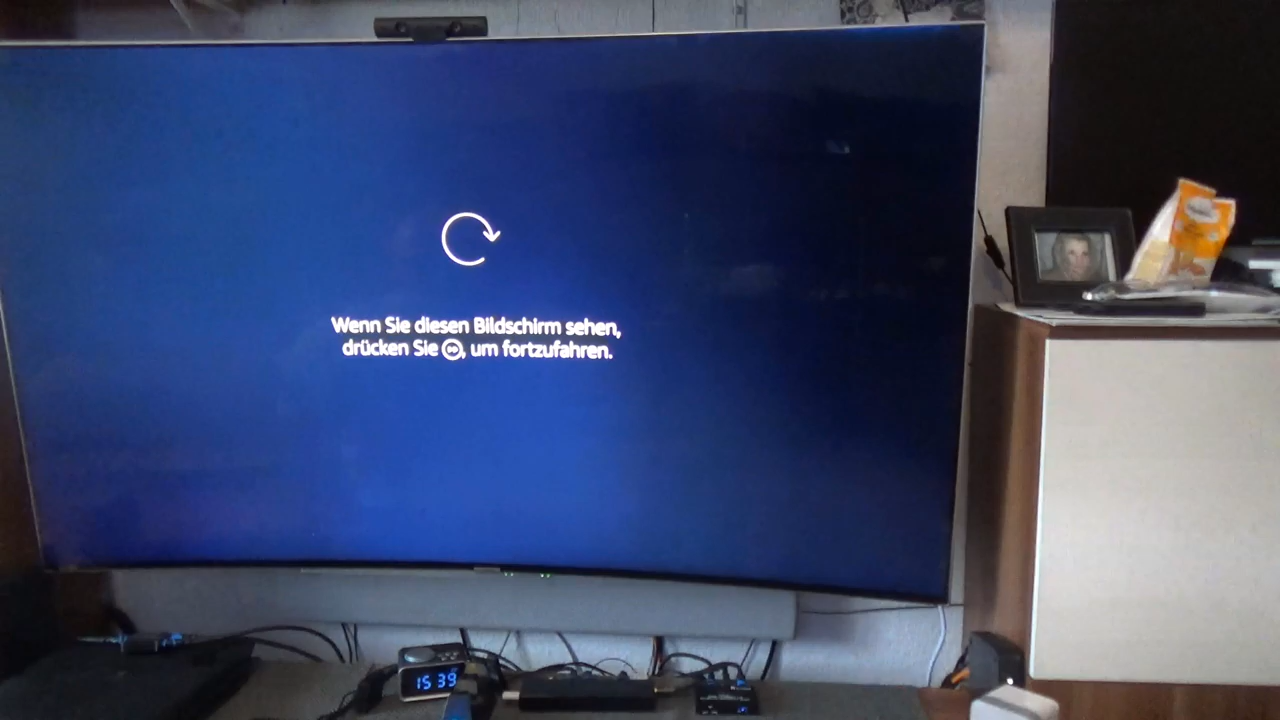 Wenn Sie diesen Bildschirm sehen,
drücken Sie ⏩, um fortzufahren.
15 39